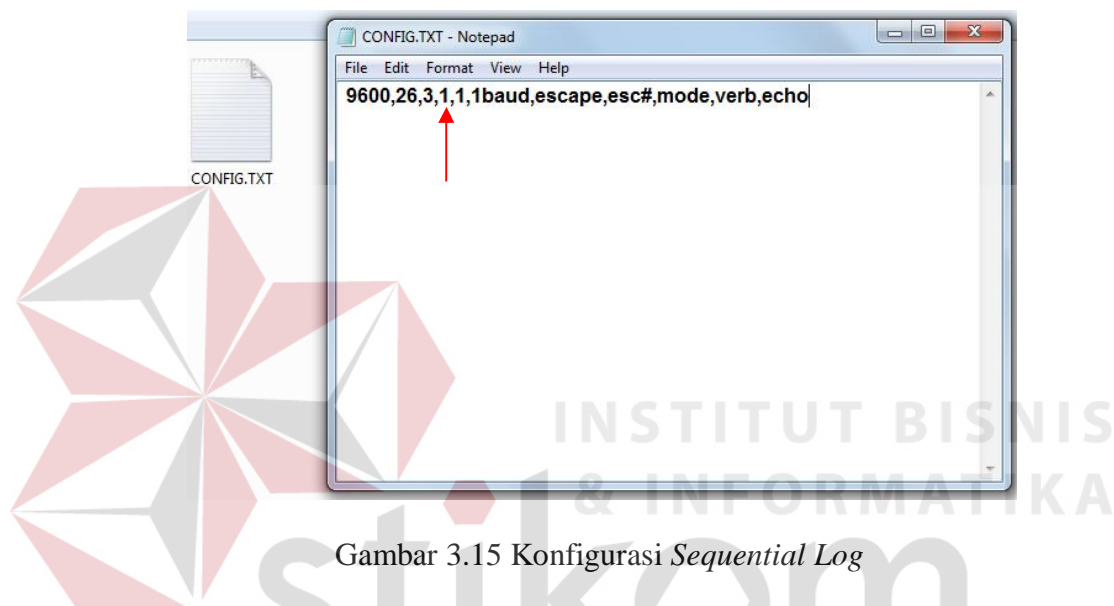 CONFIG.TXT - Notepad
File Edit Format View Help
9600,26,3,1,1,1baud,escape,esc#,mode,verb,echo
CONFIG.TXT
INSTITUT BISNIS
& INFORMATIKA
stikom
Gambar 3.15 Konfigurasi Sequential Log